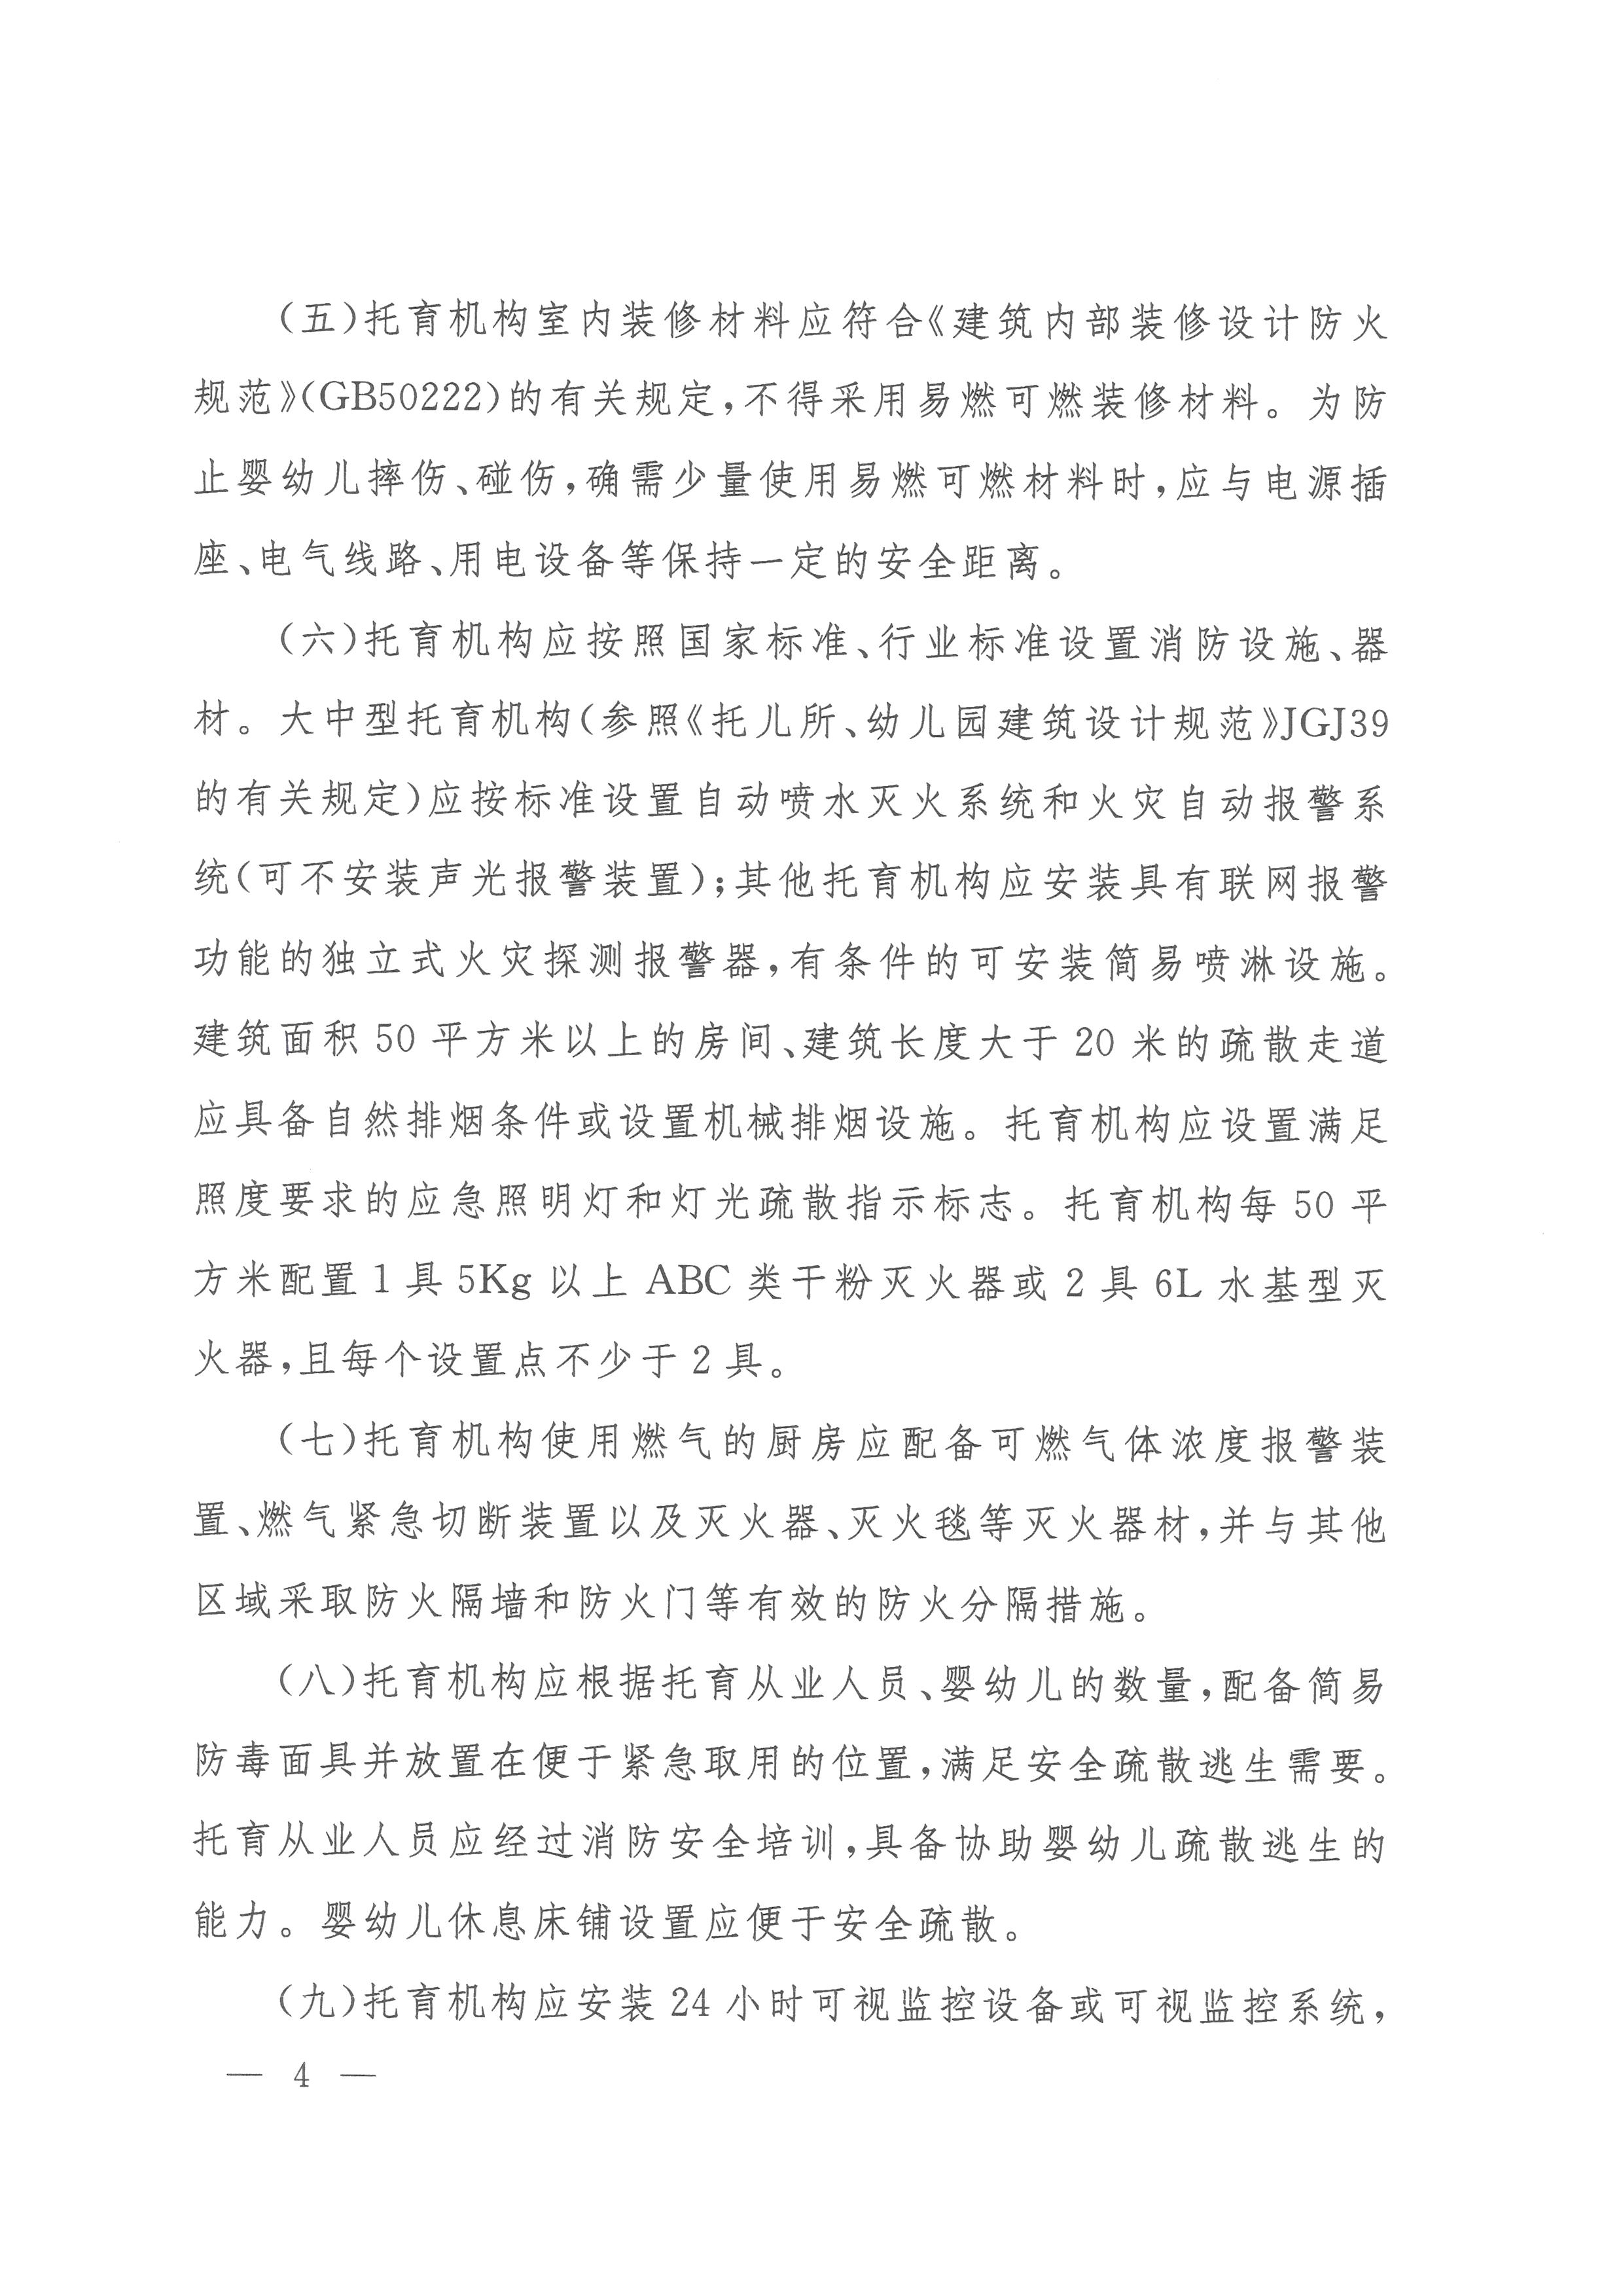 （五）托育机构室内装修材料应符合《建筑内部装修设计防火
规范》（GB50222）的有关规定，不得采用易燃可燃装修材料。为防
止婴幼儿摔伤、碰伤，确需少量使用易燃可燃材料时，应与电源插
座、电气线路、用电设备等保持一定的安全距离。
（六）托育机构应按照国家标准、行业标准设置消防设施、器
材。大中型托育机构（参照《托儿所、幼儿园建筑设计规范》JGJ39
的有关规定）应按标准设置自动喷水灭火系统和火灾自动报警系
统（可不安装声光报警装置）；其他托育机构应安装具有联网报警
功能的独立式火灾探测报警器，有条件的可安装简易喷淋设施。
建筑面积 50 平方米以上的房间、建筑长度大于 20 米的疏散走道
应具备自然排烟条件或设置机械排烟设施。托育机构应设置满足
照度要求的应急照明灯和灯光疏散指示标志。托育机构每 50 平
方米配置 1 具 5Kg 以上 ABC 类干粉灭火器或 2 具 6L 水基型灭
火器，且每个设置点不少于 2 具。
（七）托育机构使用燃气的厨房应配备可燃气体浓度报警装
置、燃气紧急切断装置以及灭火器、灭火毯等灭火器材，并与其他
区域采取防火隔墙和防火门等有效的防火分隔措施。
（八）托育机构应根据托育从业人员、婴幼儿的数量，配备简易
防毒面具并放置在便于紧急取用的位置，满足安全疏散逃生需要。
托育从业人员应经过消防安全培训，具备协助婴幼儿疏散逃生的
能力。婴幼儿休息床铺设置应便于安全疏散。
（九）托育机构应安装 24 小时可视监控设备或可视监控系统，
— 4 —